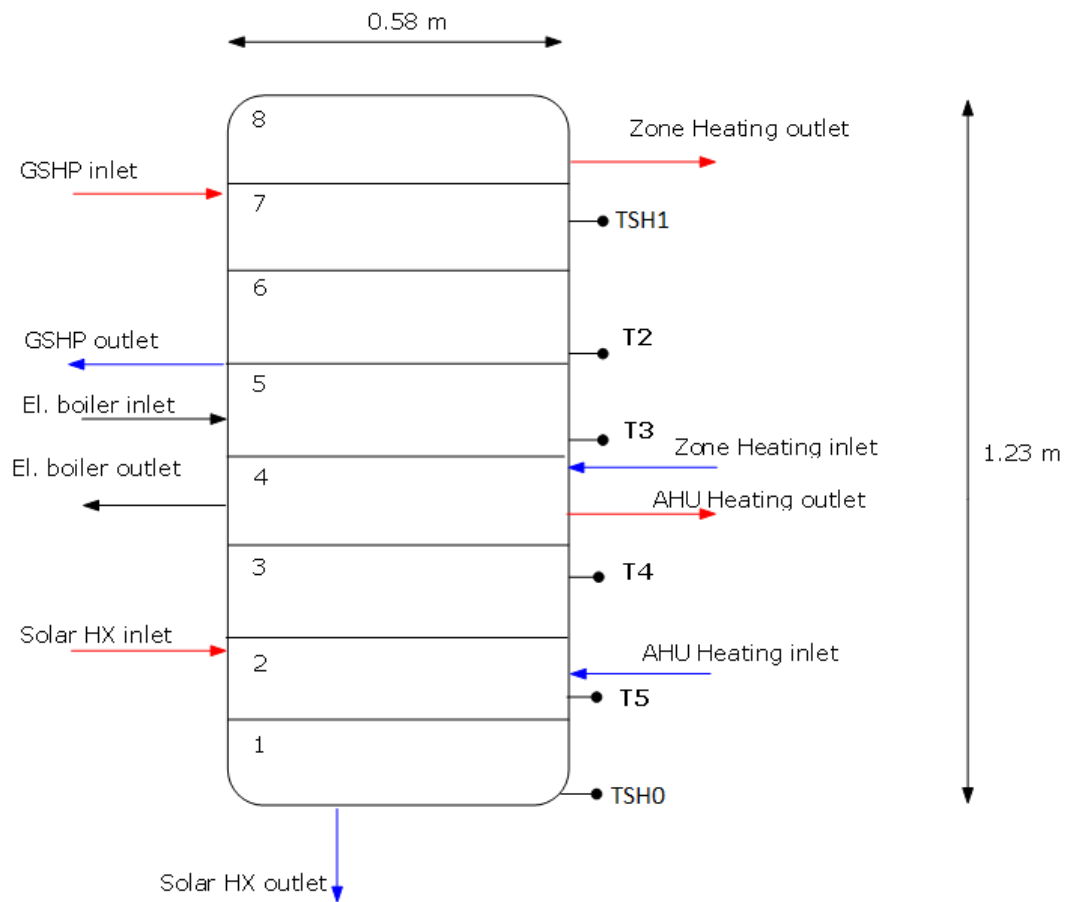 0.58 m
8
Zone Heating outlet
GSHP inlet
7
TSH1
6
T2
GSHP outlet
5
El. boiler inlet
T3
Zone Heating inlet
El. boiler outlet
4
1.23 m
AHU Heating outlet
3
T4
Solar HX inlet
2
AHU Heating inlet
T5
1
TSH0
Solar HX outlet